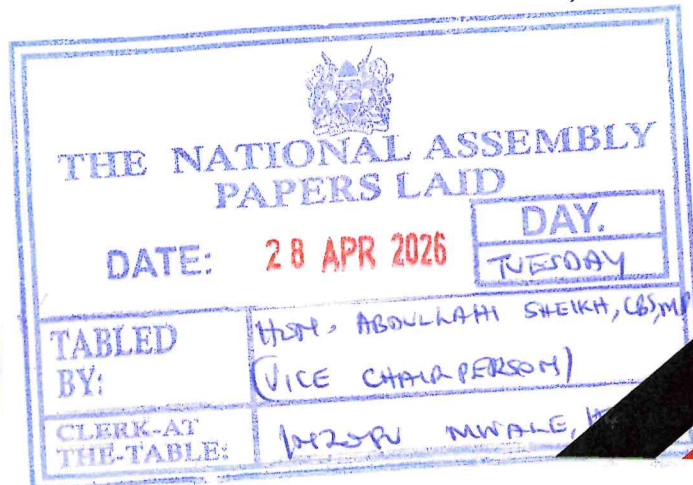 THE NATIONAL ASSEMBLY
PAPERS LAID
DATE: 28 APR 2026
DAY.
TUESDAY
TABLED BY:
HON. ABDULLAHI SHEIKH, CBS, M
(VICE CHAIRPERSON)
CLERK-AT THE-TABLE:
MWALE,